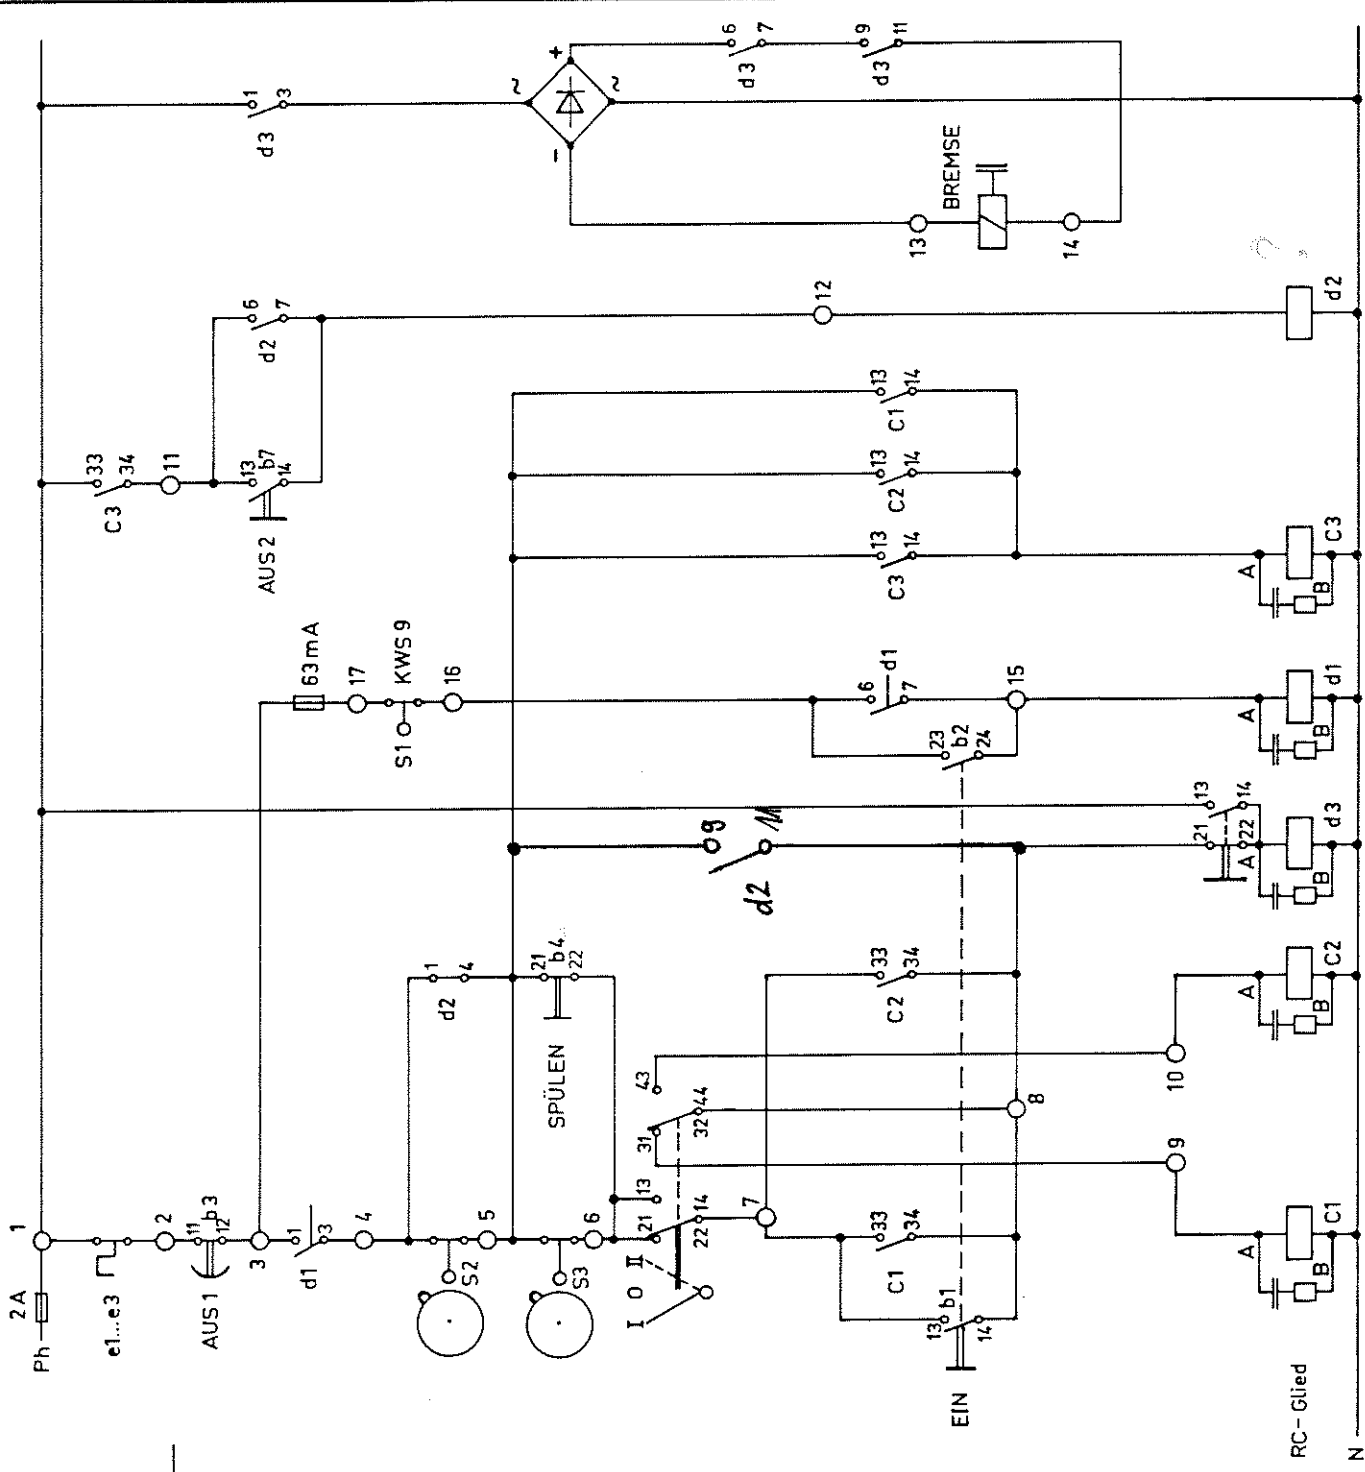 Ph
2 A
1
e1...e3
2
11
b3
12
AUS 1
3
1
d1
3
4
S2
5
S3
6
I O II
21
13
22
14
7
31
43
32
44
8
33
C1
34
13
b1
14
EIN
9
10
A
B
C1
RC-Glied
N
1
d2
4
21
b4
22
SPÜLEN
33
C2
34
A
B
C2
09
d2
11
13
21
14
22
A
B
d3
63 mA
17
KWS 9
S1
16
6
d1
7
23
b2
24
15
A
B
d1
33
C3
34
11
13
b7
14
AUS 2
6
d2
7
13
C3
14
13
C2
14
13
C1
14
A
B
C3
12
?
d2
1
d3
3
~
+
~
-
6
d3
7
9
d3
11
BREMSE
13
14